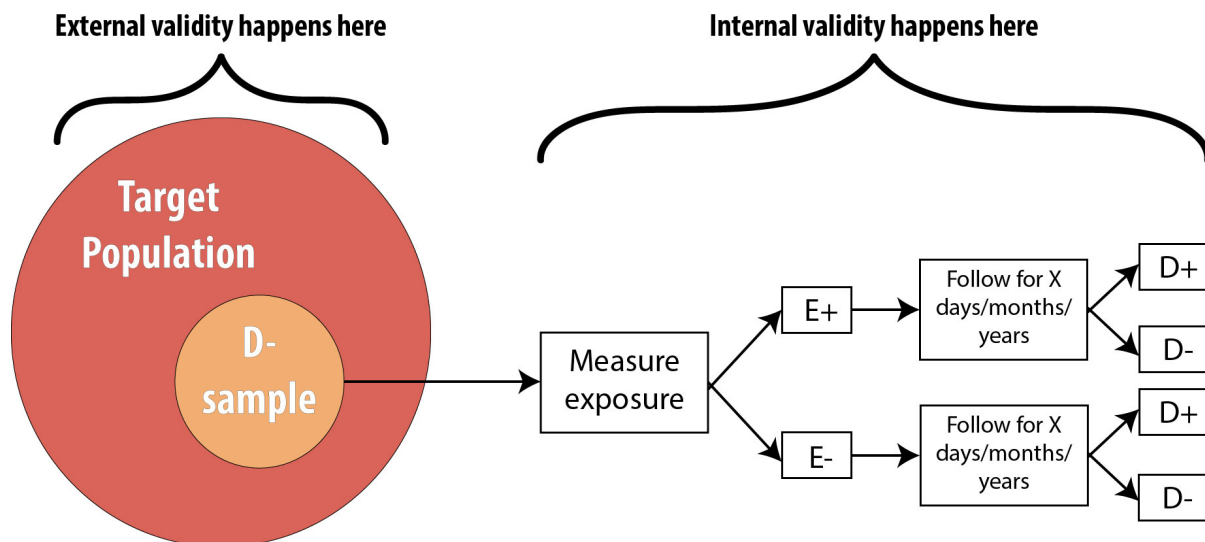 External validity happens here
Internal validity happens here
Target
Population
D-
sample
Measure
exposure
E+
Follow for X
days/months/
years
D+
D-
E-
Follow for X
days/months/
years
D+
D-